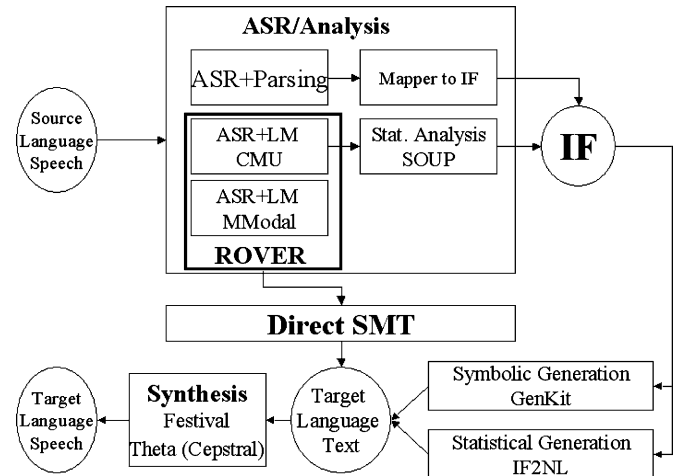 ASR/Analysis
ASR+Parsing
Mapper to IF
Source
Language
Speech
ASR+LM
CMU
Stat. Analysis
SOUP
IF
ASR+LM
MModal
ROVER
Direct SMT
Target
Language
Speech
Synthesis
Festival
Theta (Cepstral)
Target
Language
Text
Symbolic Generation
GenKit
Statistical Generation
IF2NL